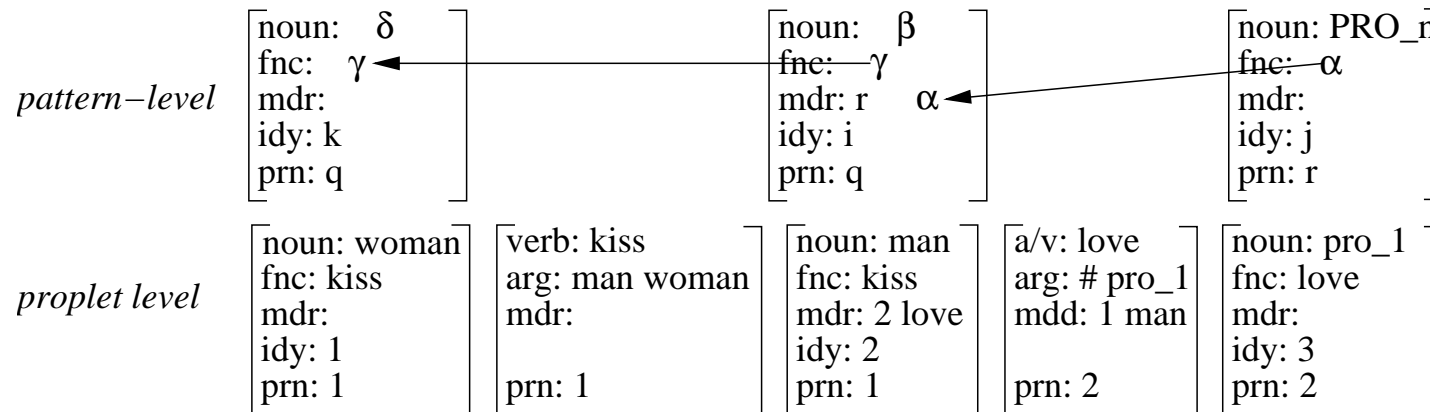 noun: δ noun: β noun: PRO_n
fnc: γ fnc: γ fnc: α
pattern−level mdr: mdr: r α mdr:
idy: k idy: i idy: j
prn: q prn: q prn: r
noun: woman verb: kiss noun: man a/v: love noun: pro_1
fnc: kiss arg: man woman fnc: kiss arg: # pro_1 fnc: love
proplet level mdr: mdr: mdr: 2 love mdd: 1 man mdr:
idy: 1 idy: 2 idy: 3
prn: 1 prn: 1 prn: 1 prn: 2 prn: 2